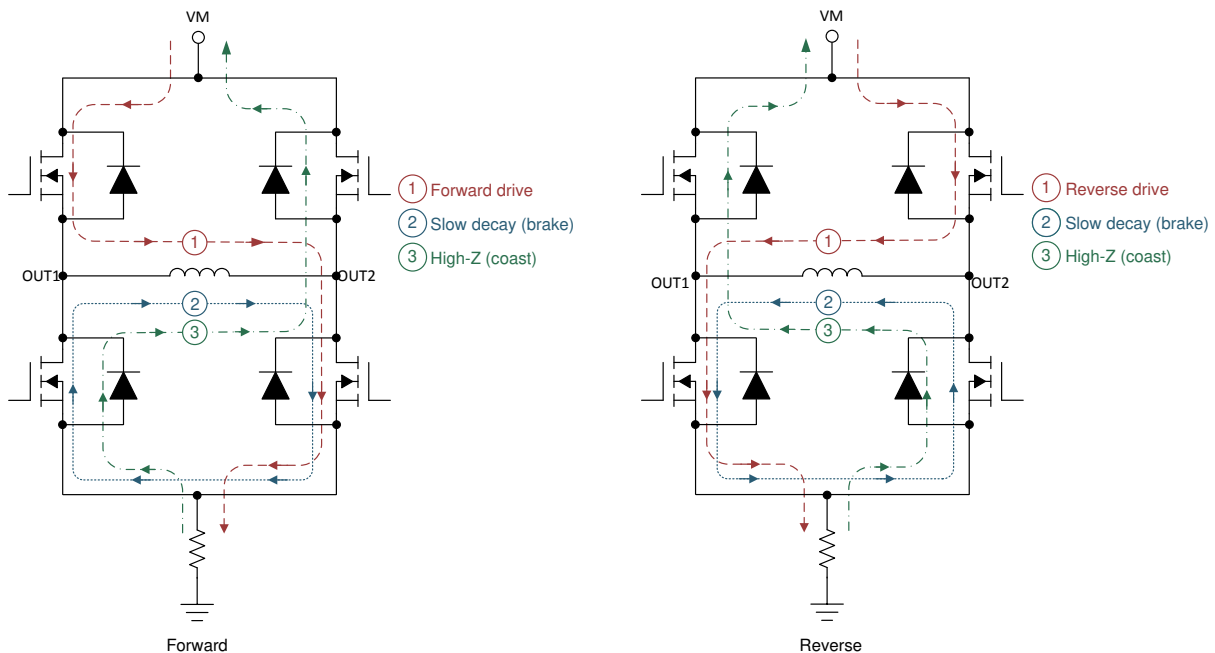 VM
1 Forward drive
2 Slow decay (brake)
3 High-Z (coast)
1
OUT1
OUT2
2
3
Forward
VM
1 Reverse drive
2 Slow decay (brake)
3 High-Z (coast)
1
OUT1
OUT2
2
3
Reverse